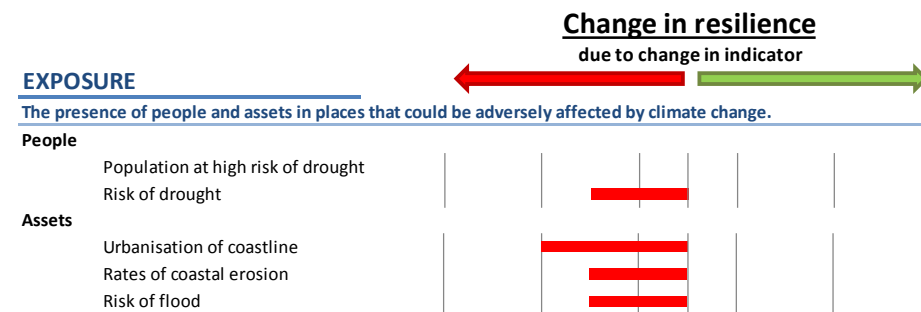 Change in resilience
due to change in indicator
EXPOSURE
The presence of people and assets in places that could be adversely affected by climate change.
People
Population at high risk of drought
Risk of drought
Assets
Urbanisation of coastline
Rates of coastal erosion
Risk of flood